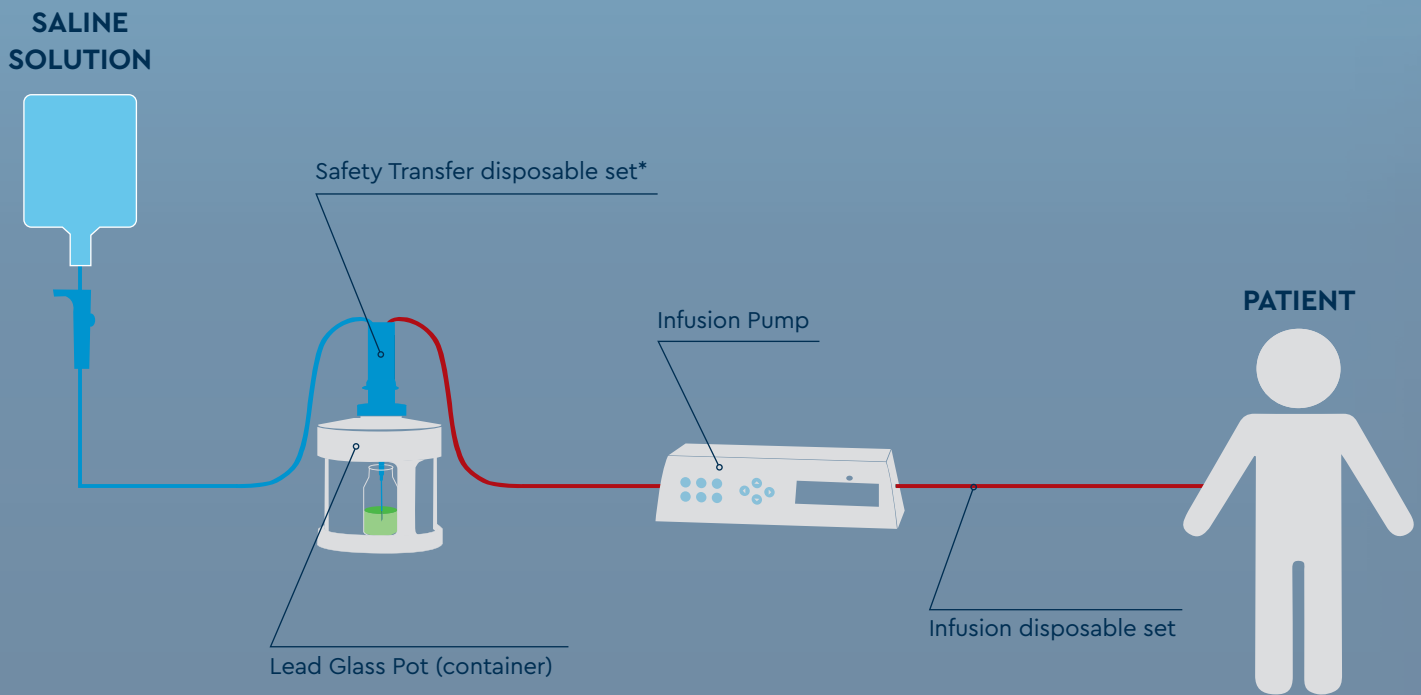 SALINE
SOLUTION
Safety Transfer disposable set*
Infusion Pump
PATIENT
Infusion disposable set
Lead Glass Pot (container)